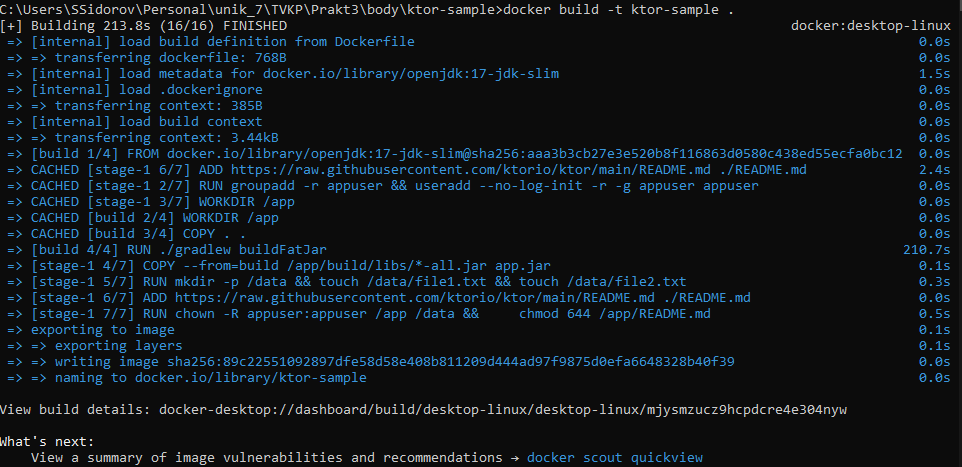 C:\Users\SSidorov\Personal\unik_7\TVKP\Prakt3\body\ktor-sample>docker build -t ktor-sample .
[+] Building 213.8s (16/16) FINISHED docker:desktop-linux
=> [internal] load build definition from Dockerfile 0.0s
=> => transferring dockerfile: 768B 0.0s
=> [internal] load metadata for docker.io/library/openjdk:17-jdk-slim 1.5s
=> [internal] load .dockerignore 0.0s
=> => transferring context: 385B 0.0s
=> [internal] load build context 0.0s
=> => transferring context: 3.44kB 0.0s
=> [build 1/4] FROM docker.io/library/openjdk:17-jdk-slim@sha256:aaa3b3cb27e3e520b8f116863d0580c438ed55ecfa0bc12 0.0s
=> CACHED [stage-1 6/7] ADD https://raw.githubusercontent.com/ktorio/ktor/main/README.md ./README.md 2.4s
=> CACHED [stage-1 2/7] RUN groupadd -r appuser && useradd --no-log-init -r -g appuser appuser 0.0s
=> CACHED [stage-1 3/7] WORKDIR /app 0.0s
=> CACHED [build 2/4] WORKDIR /app 0.0s
=> CACHED [build 3/4] COPY . . 0.0s
=> [build 4/4] RUN ./gradlew buildFatJar 210.7s
=> [stage-1 4/7] COPY --from=build /app/build/libs/*-all.jar app.jar 0.1s
=> [stage-1 5/7] RUN mkdir -p /data && touch /data/file1.txt && touch /data/file2.txt 0.3s
=> [stage-1 6/7] ADD https://raw.githubusercontent.com/ktorio/ktor/main/README.md ./README.md 0.0s
=> [stage-1 7/7] RUN chown -R appuser:appuser /app /data &&     chmod 644 /app/README.md 0.5s
=> exporting to image 0.1s
=> => exporting layers 0.1s
=> => writing image sha256:89c22551092897dfe58d58e408b811209d444ad97f9875d0efa6648328b40f39 0.0s
=> => naming to docker.io/library/ktor-sample 0.0s
View build details: docker-desktop://dashboard/build/desktop-linux/desktop-linux/mjysmzucz9hcpdcre4e304nyw
What's next:
View a summary of image vulnerabilities and recommendations → docker scout quickview